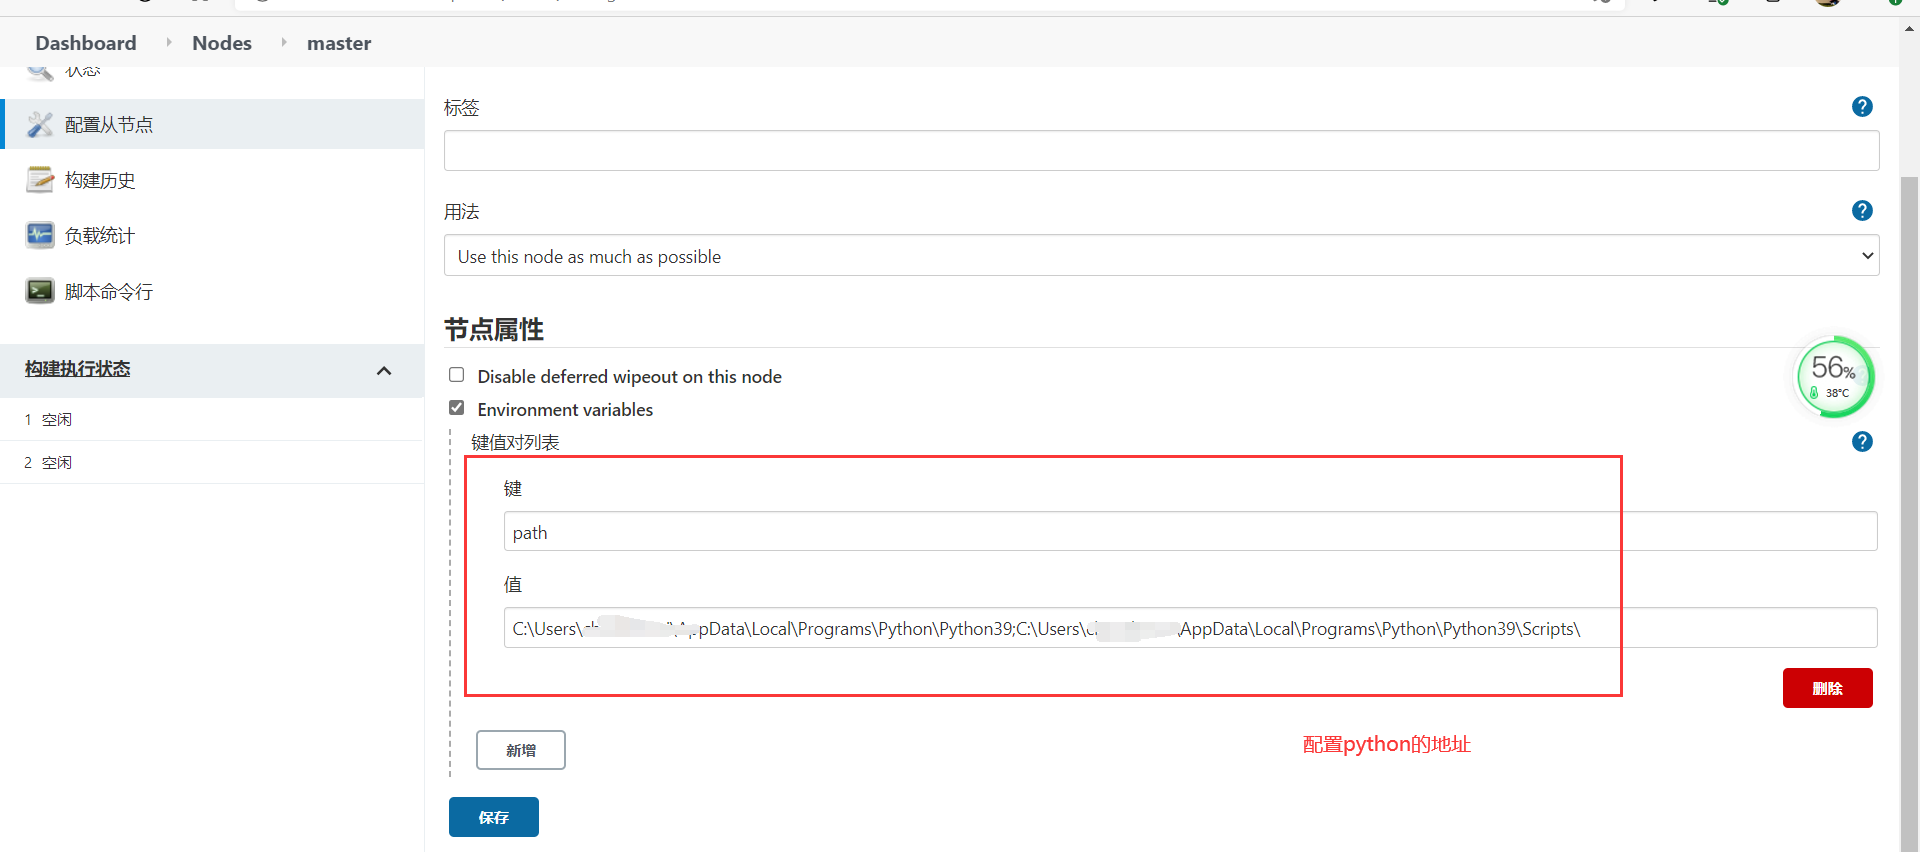 Dashboard
Nodes
master
状态
配置从节点
构建历史
负载统计
脚本命令行
构建执行状态
1 空闲
2 空闲
标签
用法
Use this node as much as possible
节点属性
Disable deferred wipeout on this node
Environment variables
键值对列表
键
path
值
C:\Users\ \AppData\Local\Programs\Python\Python39;C:\Users\ \AppData\Local\Programs\Python\Python39\Scripts\
删除
新增
配置python的地址
保存
56%
38°C